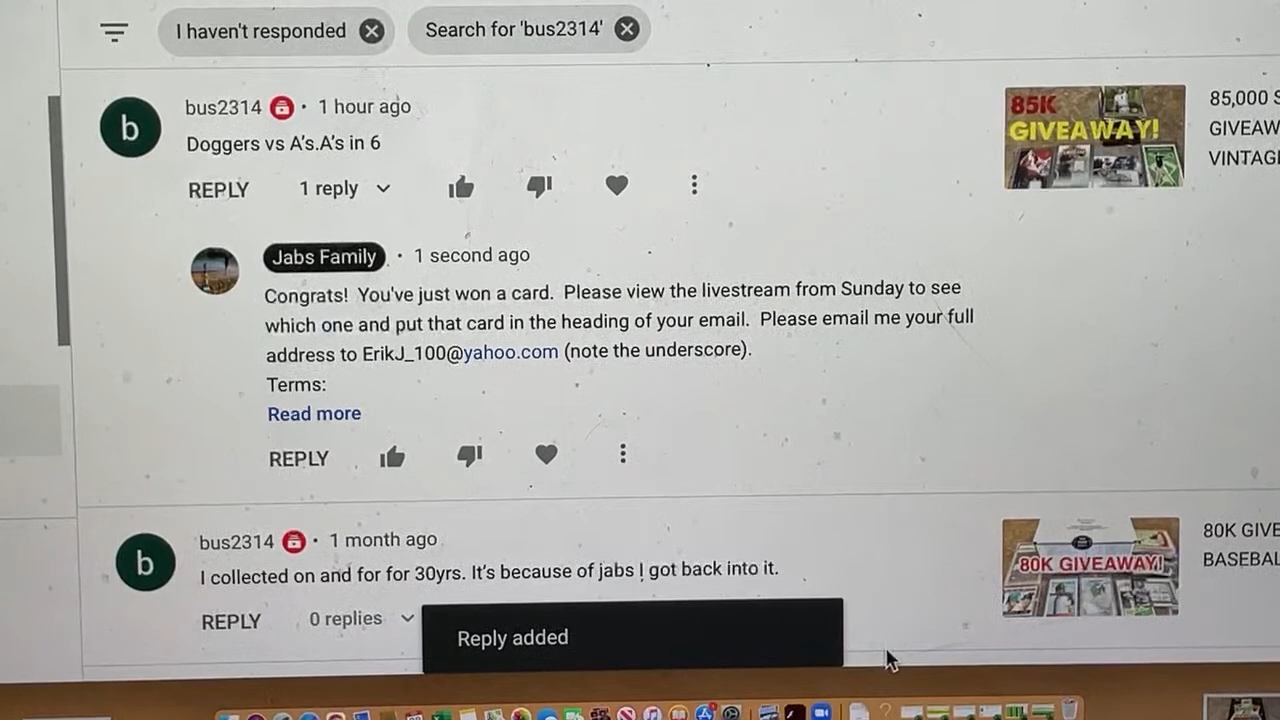 I haven't responded
Search for 'bus2314'
b
bus2314 · 1 hour ago
Doggers vs A's.A's in 6
REPLY 1 reply
85K
GIVEAWAY!
85,000 S
GIVEAW
VINTAG
Jabs Family · 1 second ago
Congrats! You've just won a card. Please view the livestream from Sunday to see
which one and put that card in the heading of your email. Please email me your full
address to ErikJ_100@yahoo.com (note the underscore).
Terms:
Read more
REPLY
b
bus2314 · 1 month ago
I collected on and for for 30yrs. It's because of jabs I got back into it.
REPLY 0 replies
80K GIVEAWAY!
80K GIVE
BASEBAL
Reply added